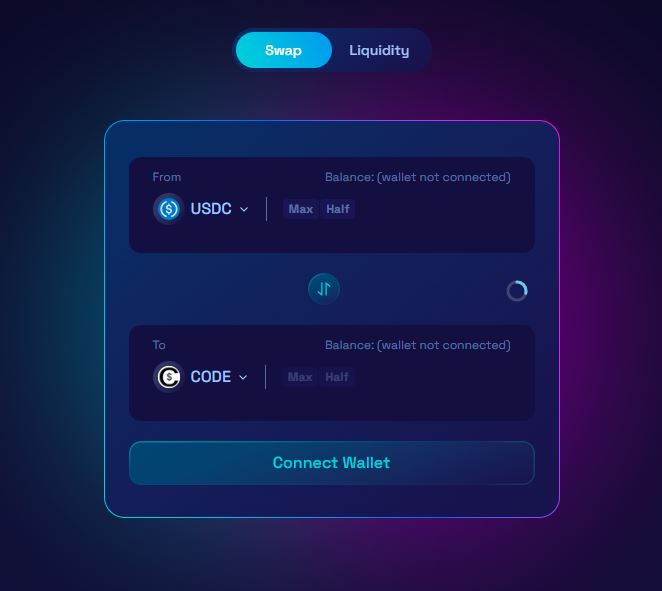 Swap Liquidity
From Balance: (wallet not connected)
USDC Max Half
To Balance: (wallet not connected)
CODE Max Half
Connect Wallet